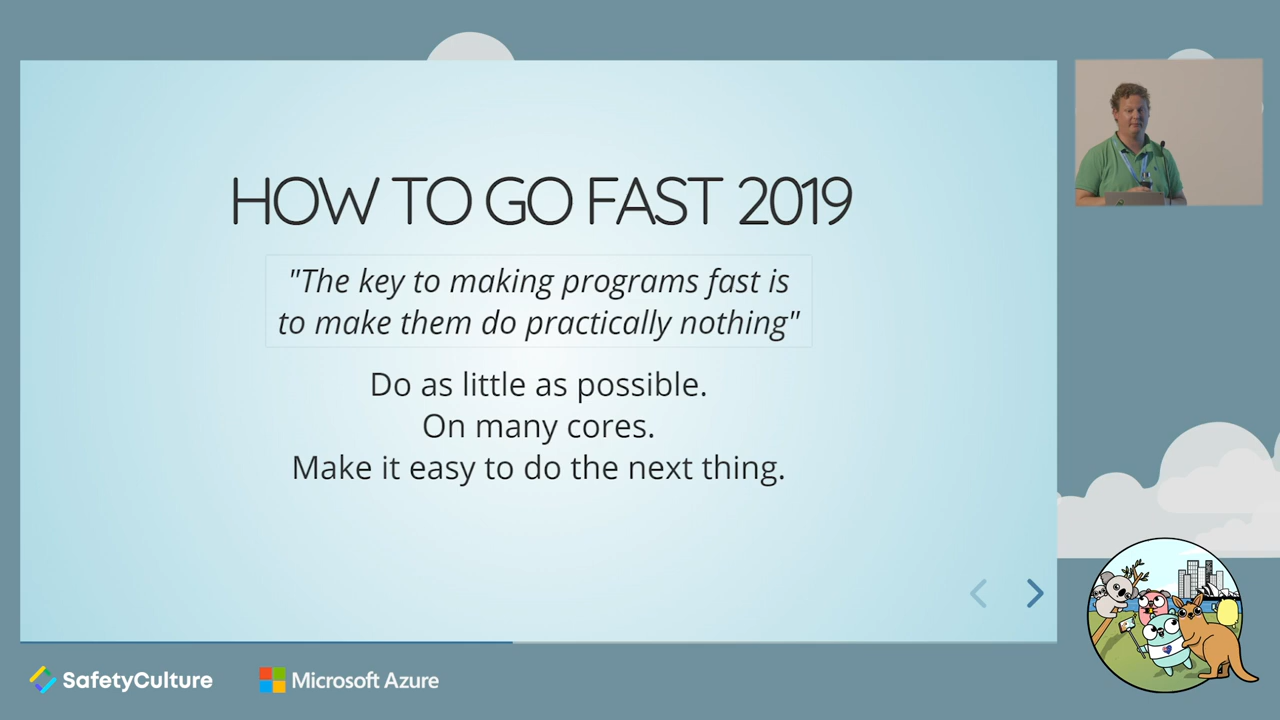 HOW TO GO FAST 2019
"The key to making programs fast is
to make them do practically nothing"
Do as little as possible.
On many cores.
Make it easy to do the next thing.
SafetyCulture
Microsoft Azure